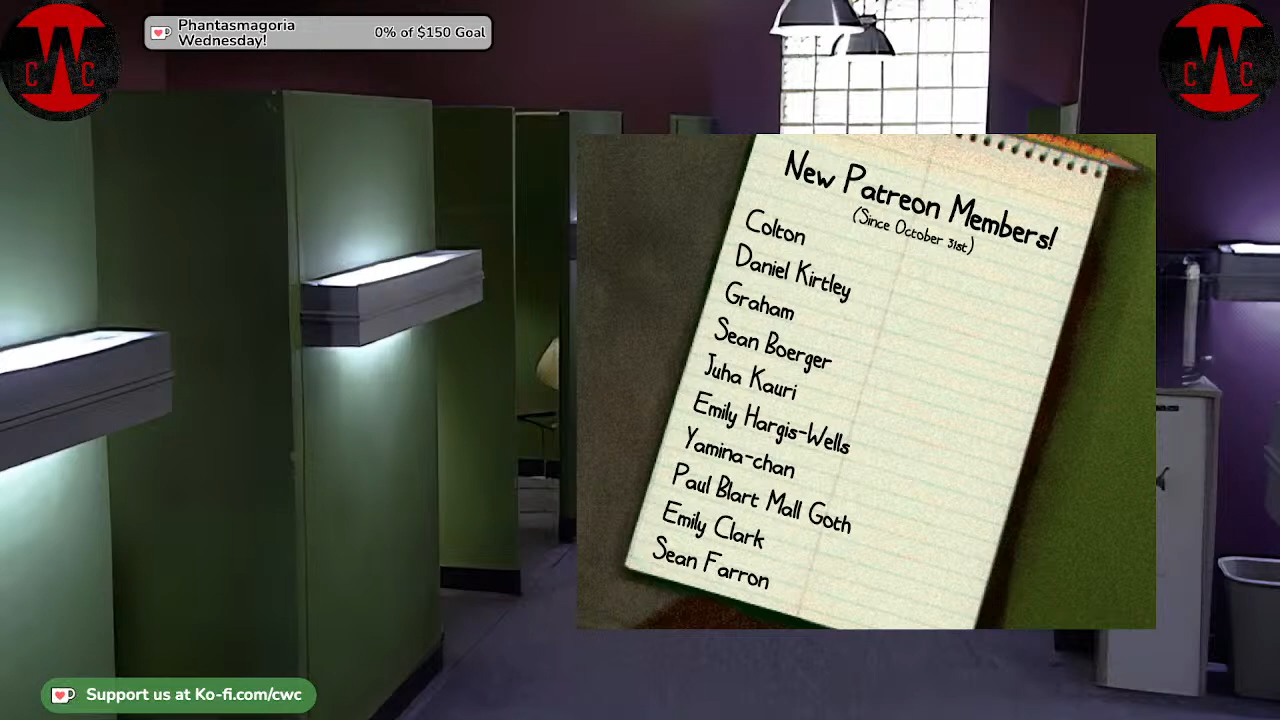 Phantasmagoria
Wednesday!
0% of $150 Goal
W
CWC
W
CWC
New Patreon Members!
(Since October 31st)
Colton
Daniel Kirtley
Graham
Sean Boerger
Juha Kauri
Emily Hargis-Wells
Yamina-chan
Paul Blart Mall Goth
Emily Clark
Sean Farron
Support us at Ko-fi.com/cwc